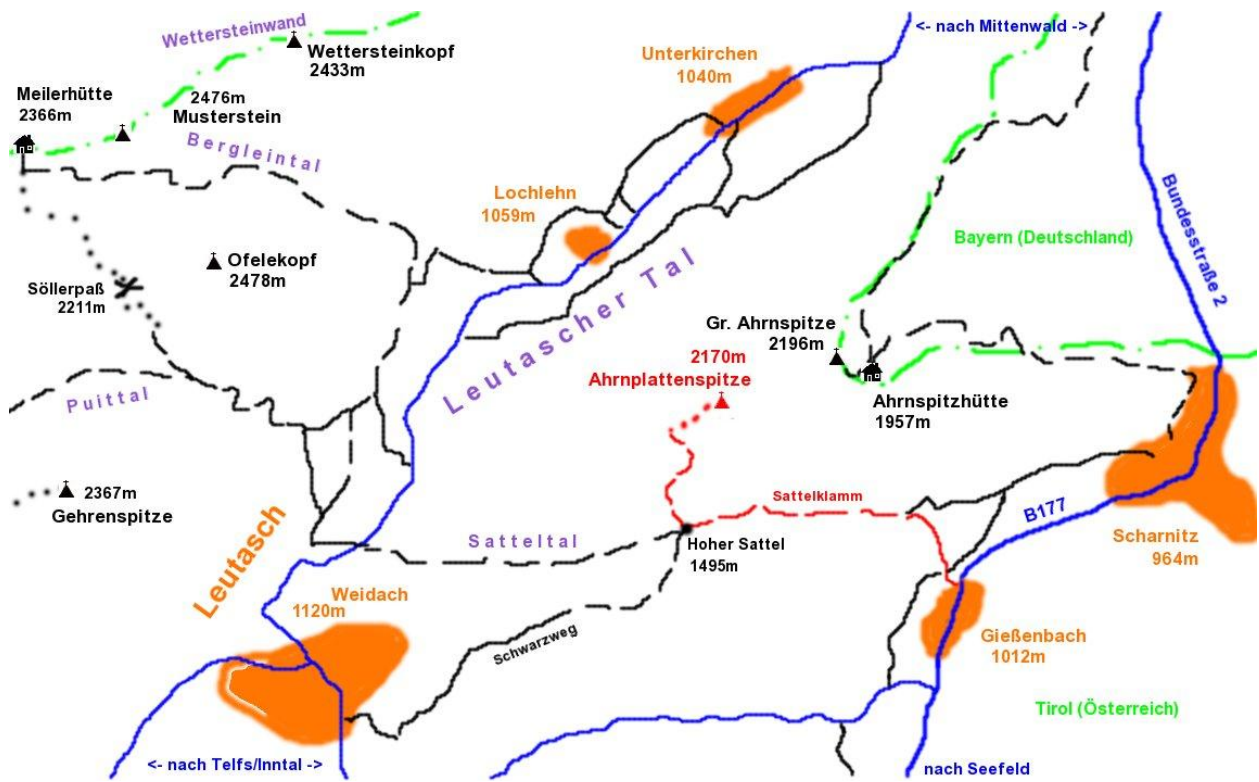 Wettersteinwand
Wettersteinkopf
2433m
<- nach Mittenwald ->
Unterkirchen
1040m
Meilerhütte
2366m
2476m
Musterstein
Bergleintal
Lochlehn
1059m
Bundesstraße 2
Bayern (Deutschland)
Ofelekopf
2478m
Söllerpaß
2211m
Leutascher Tal
Gr. Ahrnspitze
2196m
2170m
Ahrnplattenspitze
Ahrnspitzhütte
1957m
Puittal
2367m
Gehrenspitze
Sattelklamm
B177
Scharnitz
964m
Leutasch
Satteltal
Hoher Sattel
1495m
Weidach
1120m
Schwarzweg
Gießenbach
1012m
Tirol (Österreich)
<- nach Telfs/Inntal ->
nach Seefeld